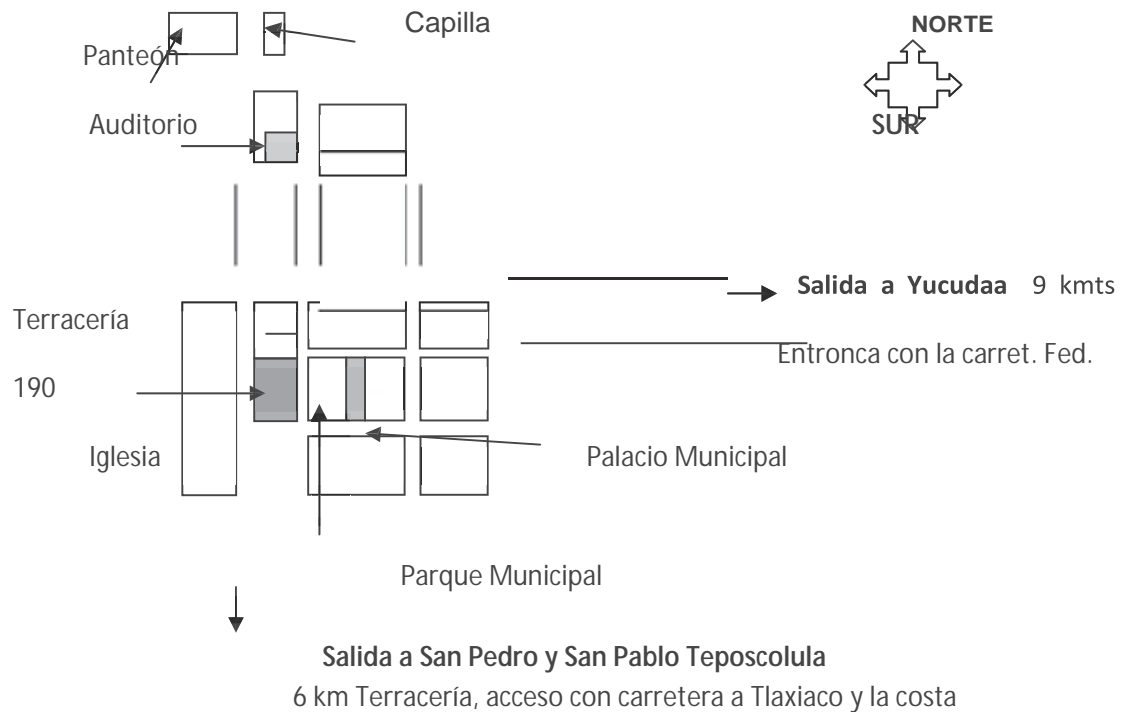 Capilla
NORTE
Panteón
Auditorio
SUR
Salida a Yucudaa 9 kmts
Terracería
Entronca con la carret. Fed.
190
Iglesia
Palacio Municipal
Parque Municipal
Salida a San Pedro y San Pablo Teposcolula
6 km Terracería, acceso con carretera a Tlaxiaco y la costa